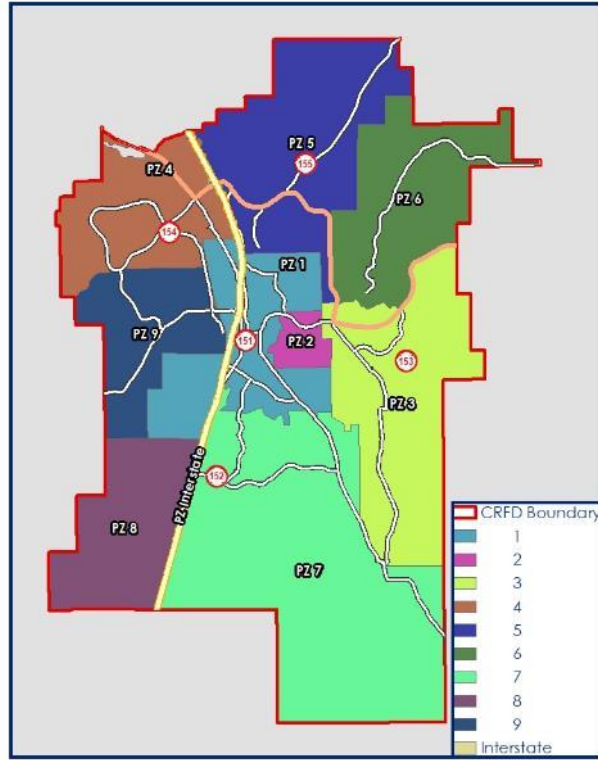 PZ 5
155
PZ 4
PZ 6
154
PZ 1
PZ 9
151
PZ 2
153
PZ 3
PZ Interstate
152
PZ 8
PZ 7
CRFD Boundary
1
2
3
4
5
6
7
8
9
Interstate